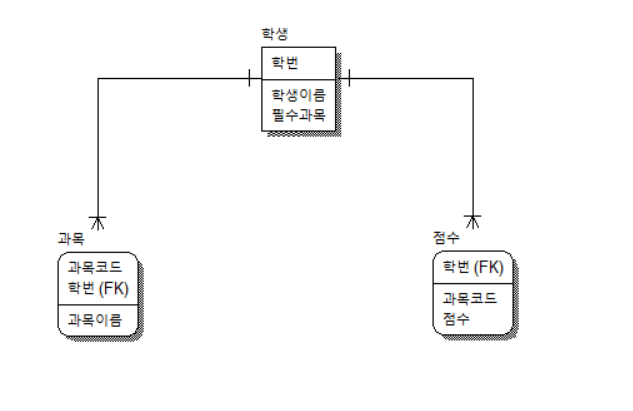 학생
학번
학생이름
필수과목
과목
과목코드
학번 (FK)
과목이름
점수
학번 (FK)
과목코드
점수